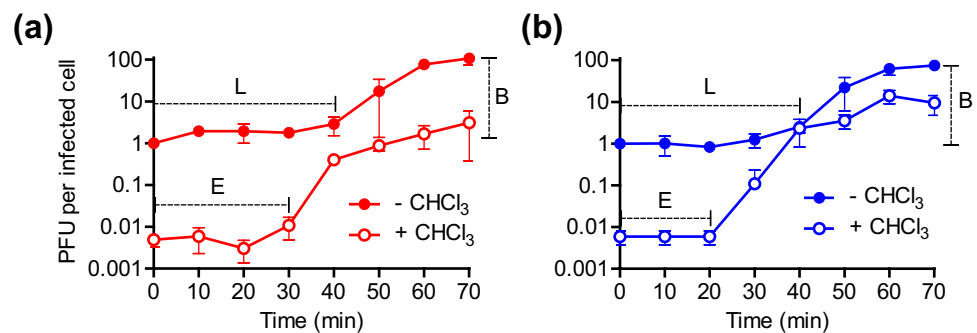 (a)
PFU per infected cell
100
10
1
0.1
0.01
0.001
L
B
E
- CHCl₃
+ CHCl₃
0 10 20 30 40 50 60 70
Time (min)
(b)
100
10
1
0.1
0.01
0.001
L
B
E
- CHCl₃
+ CHCl₃
0 10 20 30 40 50 60 70
Time (min)